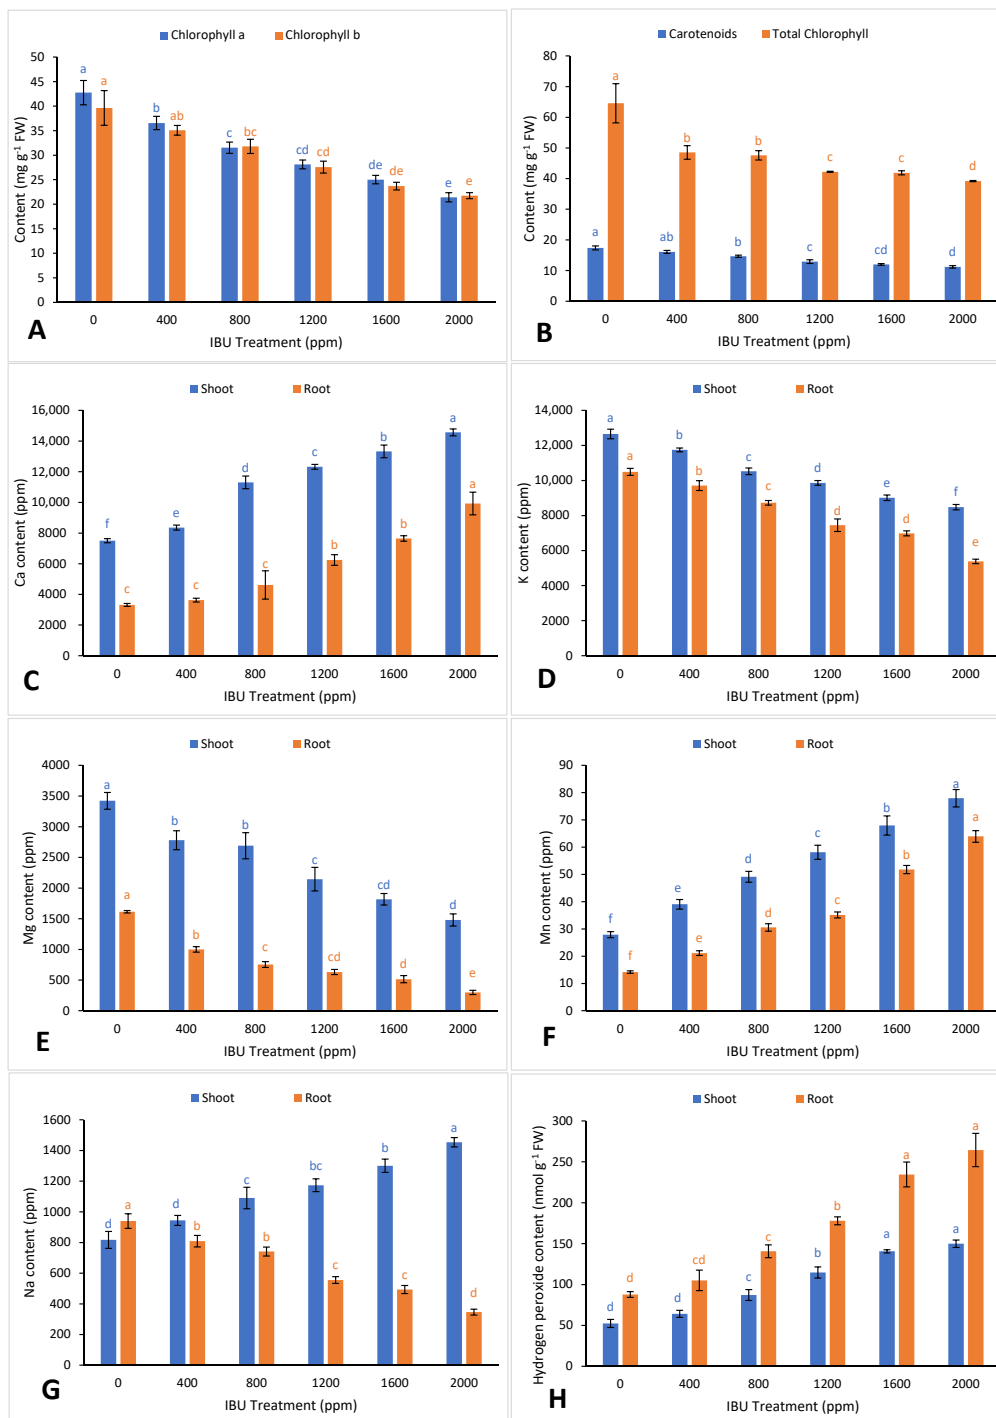 Chlorophyll a Chlorophyll b
Content (mg g⁻¹ FW)
50
45
40
35
30
25
20
15
10
5
0
a a b ab c bc cd cd de de e e
0 400 800 1200 1600 2000
A IBU Treatment (ppm)
Carotenoids Total Chlorophyll
Content (mg g⁻¹ FW)
80
70
60
50
40
30
20
10
0
a a ab b b b c c cd c d d
0 400 800 1200 1600 2000
B IBU Treatment (ppm)
Shoot Root
Ca content (ppm)
16,000
14,000
12,000
10,000
8000
6000
4000
2000
0
f c e c d c c b b b a a
0 400 800 1200 1600 2000
C IBU Treatment (ppm)
Shoot Root
K content (ppm)
14,000
12,000
10,000
8000
6000
4000
2000
0
a a b b c c d d e d f e
0 400 800 1200 1600 2000
D IBU Treatment (ppm)
Shoot Root
Mg content (ppm)
4000
3500
3000
2500
2000
1500
1000
500
0
a a b b b c c cd cd d d e
0 400 800 1200 1600 2000
E IBU Treatment (ppm)
Shoot Root
Mn content (ppm)
90
80
70
60
50
40
30
20
10
0
f f e e d d c c b b a a
0 400 800 1200 1600 2000
F IBU Treatment (ppm)
Shoot Root
Na content (ppm)
1600
1400
1200
1000
800
600
400
200
0
d a d b c b bc c b c a d
0 400 800 1200 1600 2000
G IBU Treatment (ppm)
Shoot Root
Hydrogen peroxide content (nmol g⁻¹ FW)
300
250
200
150
100
50
0
d d d cd c c b b a a a a
0 400 800 1200 1600 2000
H IBU Treatment (ppm)